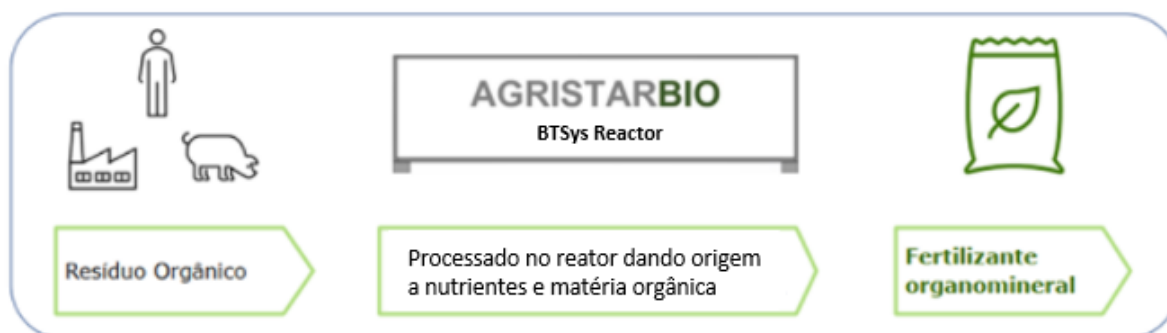 AGRISTARBIO
BTSys Reactor
Resíduo Orgânico
Processado no reator dando origem
a nutrientes e matéria orgânica
Fertilizante
organomineral